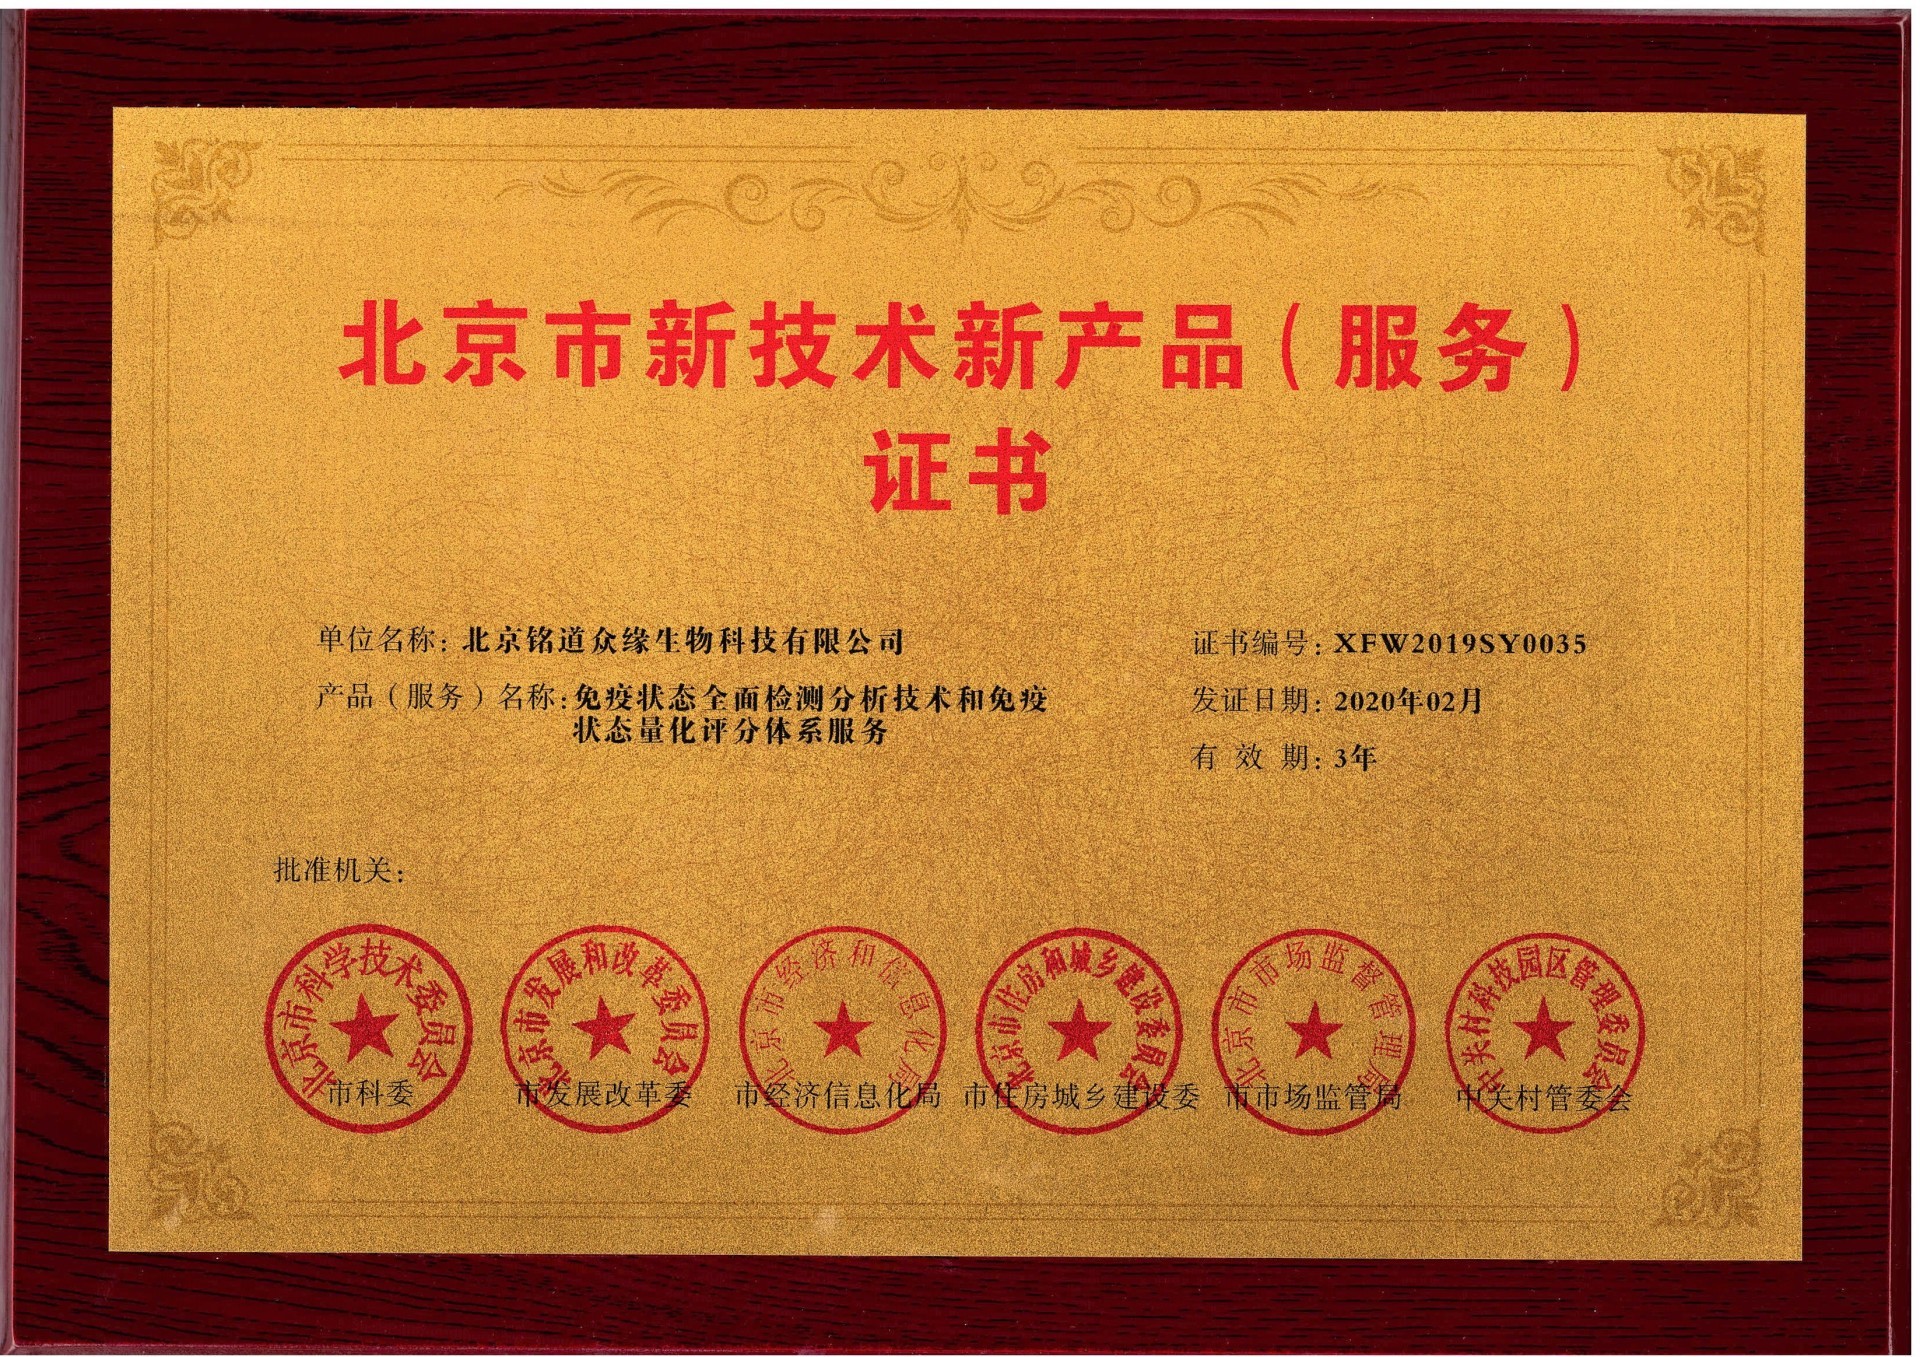 北京市新技术新产品（服务）
证书
单位名称：北京铭道众缘生物科技有限公司
证书编号：XFW2019SY0035
产品（服务）名称：免疫状态全面检测分析技术和免疫
状态量化评分体系服务
发证日期：2020年02月
有 效 期：3年
批准机关：
北京市科学技术委员会
市科委
北京市发展和改革委员会
市发展改革委
北京市经济和信息化局
市经济信息化局
北京市住房和城乡建设委员会
市住房城乡建设委
北京市市场监督管理局
市市场监管局
中关村科技园区管理委员会
中关村管委会